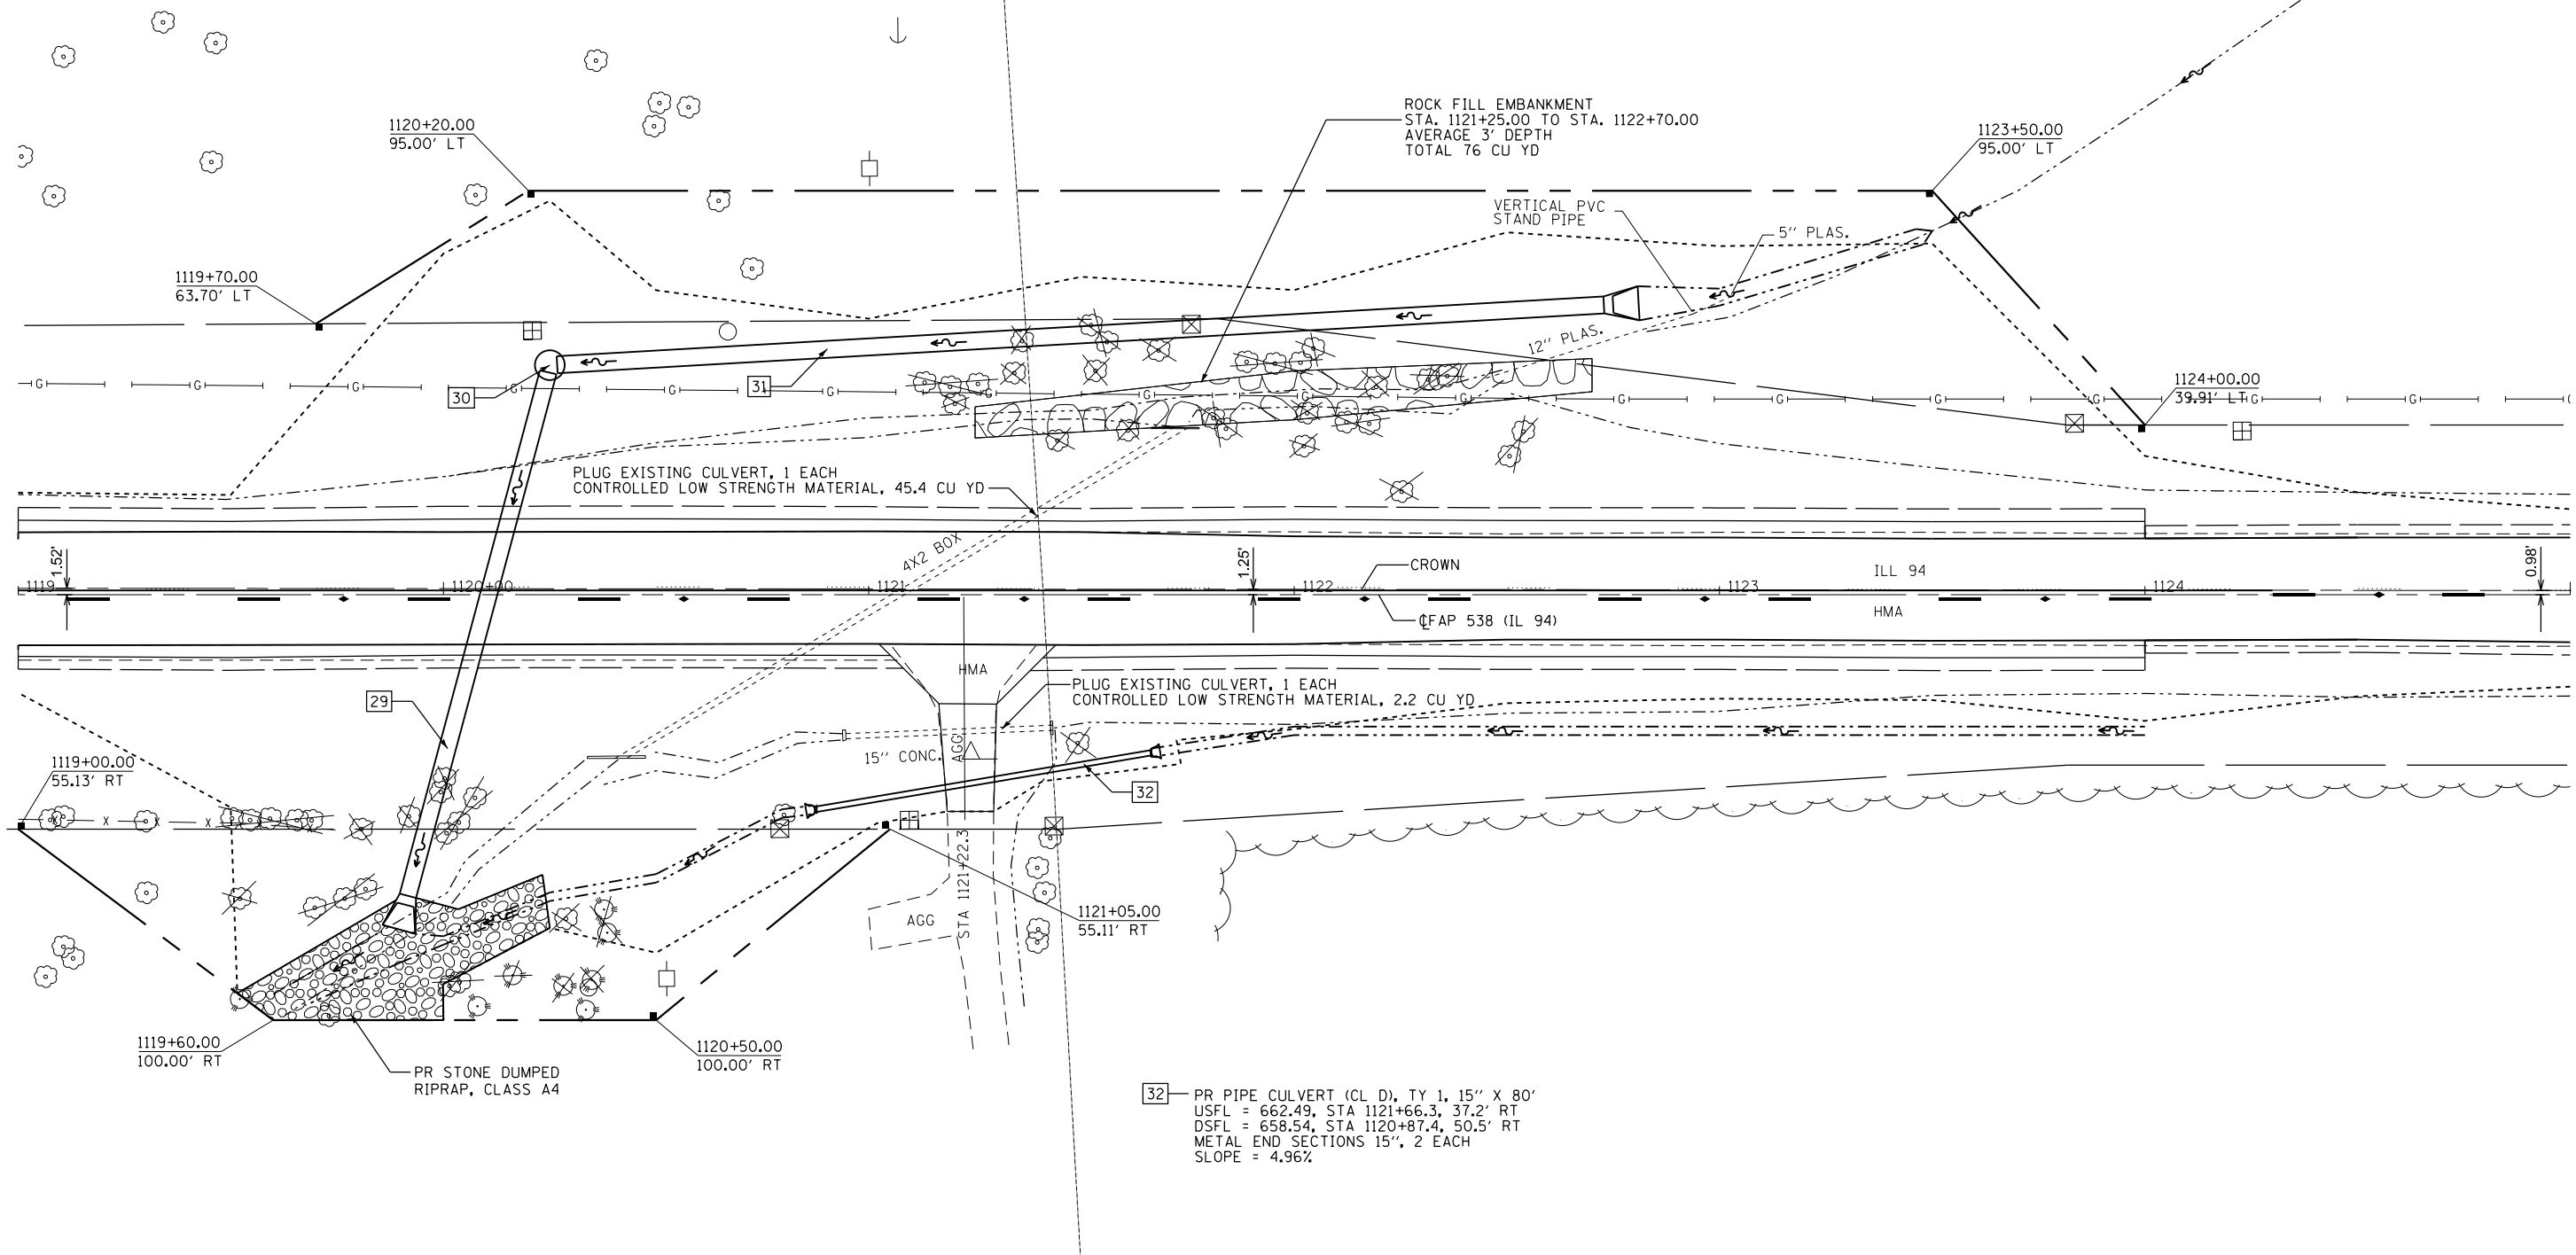 ROCK FILL EMBANKMENT
STA. 1121+25.00 TO STA. 1122+70.00
AVERAGE 3' DEPTH
TOTAL 76 CU YD
1120+20.00
95.00' LT
1123+50.00
95.00' LT
VERTICAL PVC
STAND PIPE
5" PLAS.
1119+70.00
63.70' LT
12" PLAS.
30
31
1124+00.00
39.91' LT
G G G G G G G G G G G G G G G G G
PLUG EXISTING CULVERT, 1 EACH
CONTROLLED LOW STRENGTH MATERIAL, 45.4 CU YD
4X2 BOX
1.52'
1.25'
0.98'
CROWN
ILL 94
1119
1120+00
1121
1122
1123
1124
HMA
℄ FAP 538 (IL 94)
HMA
29
PLUG EXISTING CULVERT, 1 EACH
CONTROLLED LOW STRENGTH MATERIAL, 2.2 CU YD
15" CONC.
AGG
32
1119+00.00
55.13' RT
X X X X
STA 1121+22.3
AGG
1121+05.00
55.11' RT
1119+60.00
100.00' RT
1120+50.00
100.00' RT
PR STONE DUMPED
RIPRAP, CLASS A4
32 PR PIPE CULVERT (CL D), TY 1, 15" X 80'
USFL = 662.49, STA 1121+66.3, 37.2' RT
DSFL = 658.54, STA 1120+87.4, 50.5' RT
METAL END SECTIONS 15", 2 EACH
SLOPE = 4.96%